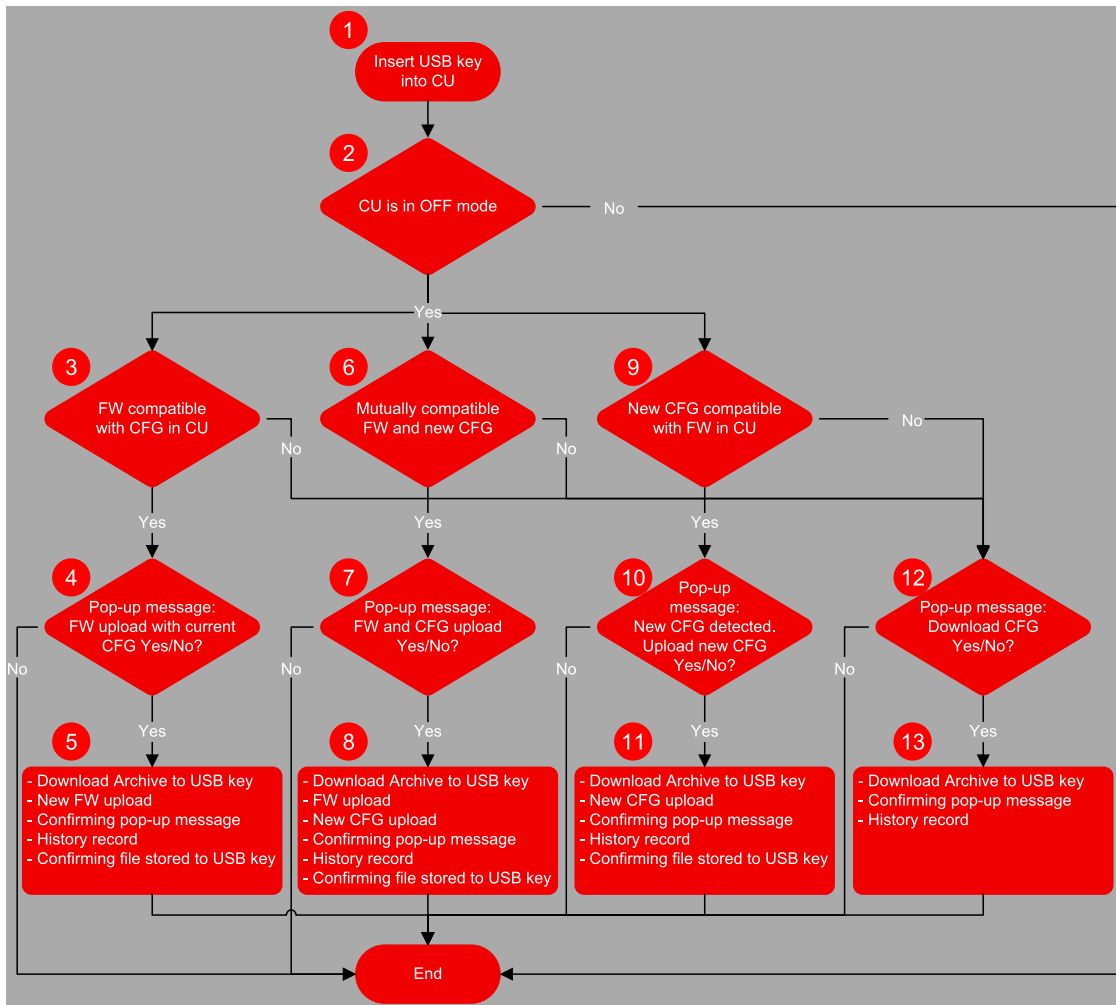 1
Insert USB key
into CU
2
CU is in OFF mode
No
Yes
3
FW compatible
with CFG in CU
No
6
Mutually compatible
FW and new CFG
No
9
New CFG compatible
with FW in CU
No
Yes
Yes
Yes
4
Pop-up message:
FW upload with current
CFG Yes/No?
No
7
Pop-up message:
FW and CFG upload
Yes/No?
No
10
Pop-up
message:
New CFG detected.
Upload new CFG
Yes/No?
No
12
Pop-up message:
Download CFG
Yes/No?
No
Yes
Yes
Yes
Yes
5
- Download Archive to USB key
- New FW upload
- Confirming pop-up message
- History record
- Confirming file stored to USB key
8
- Download Archive to USB key
- FW upload
- New CFG upload
- Confirming pop-up message
- History record
- Confirming file stored to USB key
11
- Download Archive to USB key
- New CFG upload
- Confirming pop-up message
- History record
- Confirming file stored to USB key
13
- Download Archive to USB key
- Confirming pop-up message
- History record
End